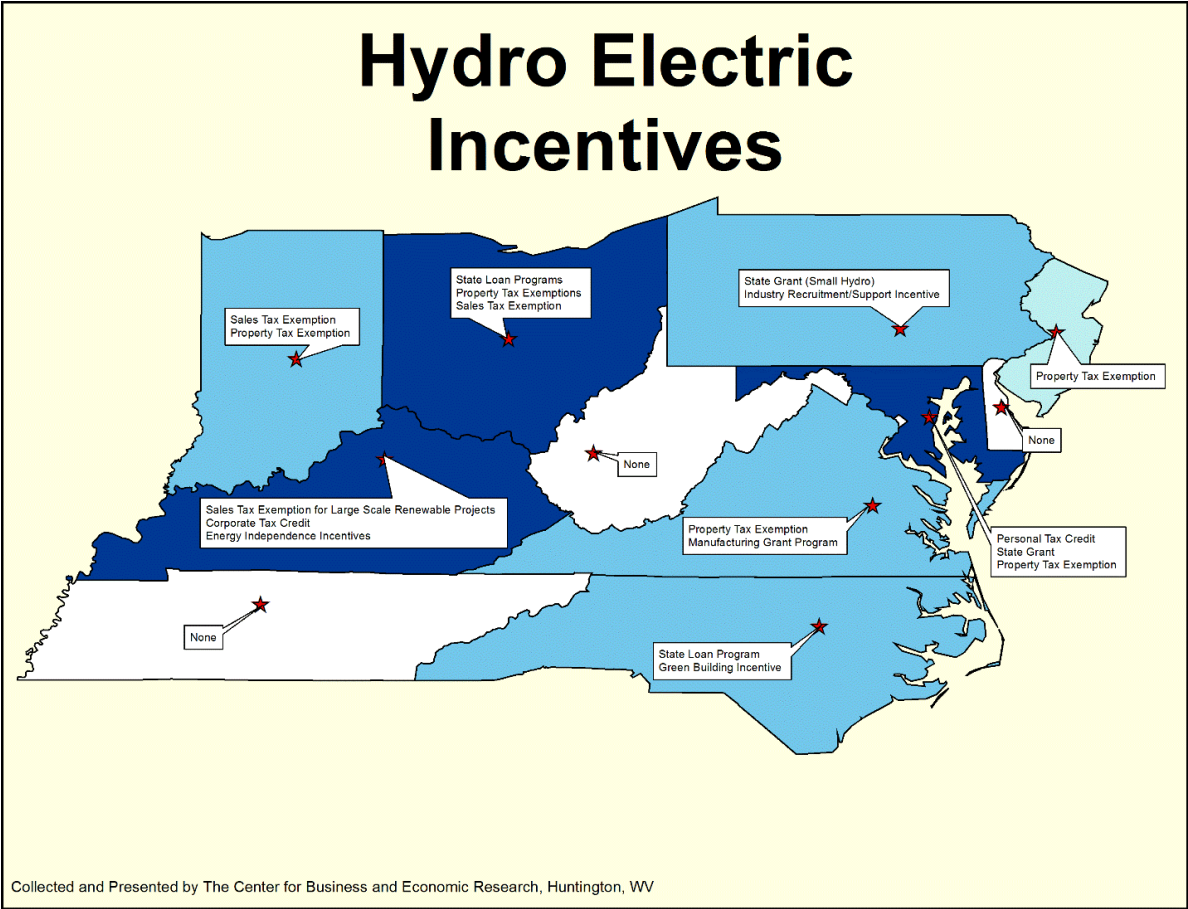 Hydro Electric
Incentives
State Loan Programs
Property Tax Exemptions
Sales Tax Exemption
State Grant (Small Hydro)
Industry Recruitment/Support Incentive
Sales Tax Exemption
Property Tax Exemption
Property Tax Exemption
None
None
Sales Tax Exemption for Large Scale Renewable Projects
Corporate Tax Credit
Energy Independence Incentives
Property Tax Exemption
Manufacturing Grant Program
Personal Tax Credit
State Grant
Property Tax Exemption
None
State Loan Program
Green Building Incentive
Collected and Presented by The Center for Business and Economic Research, Huntington, WV